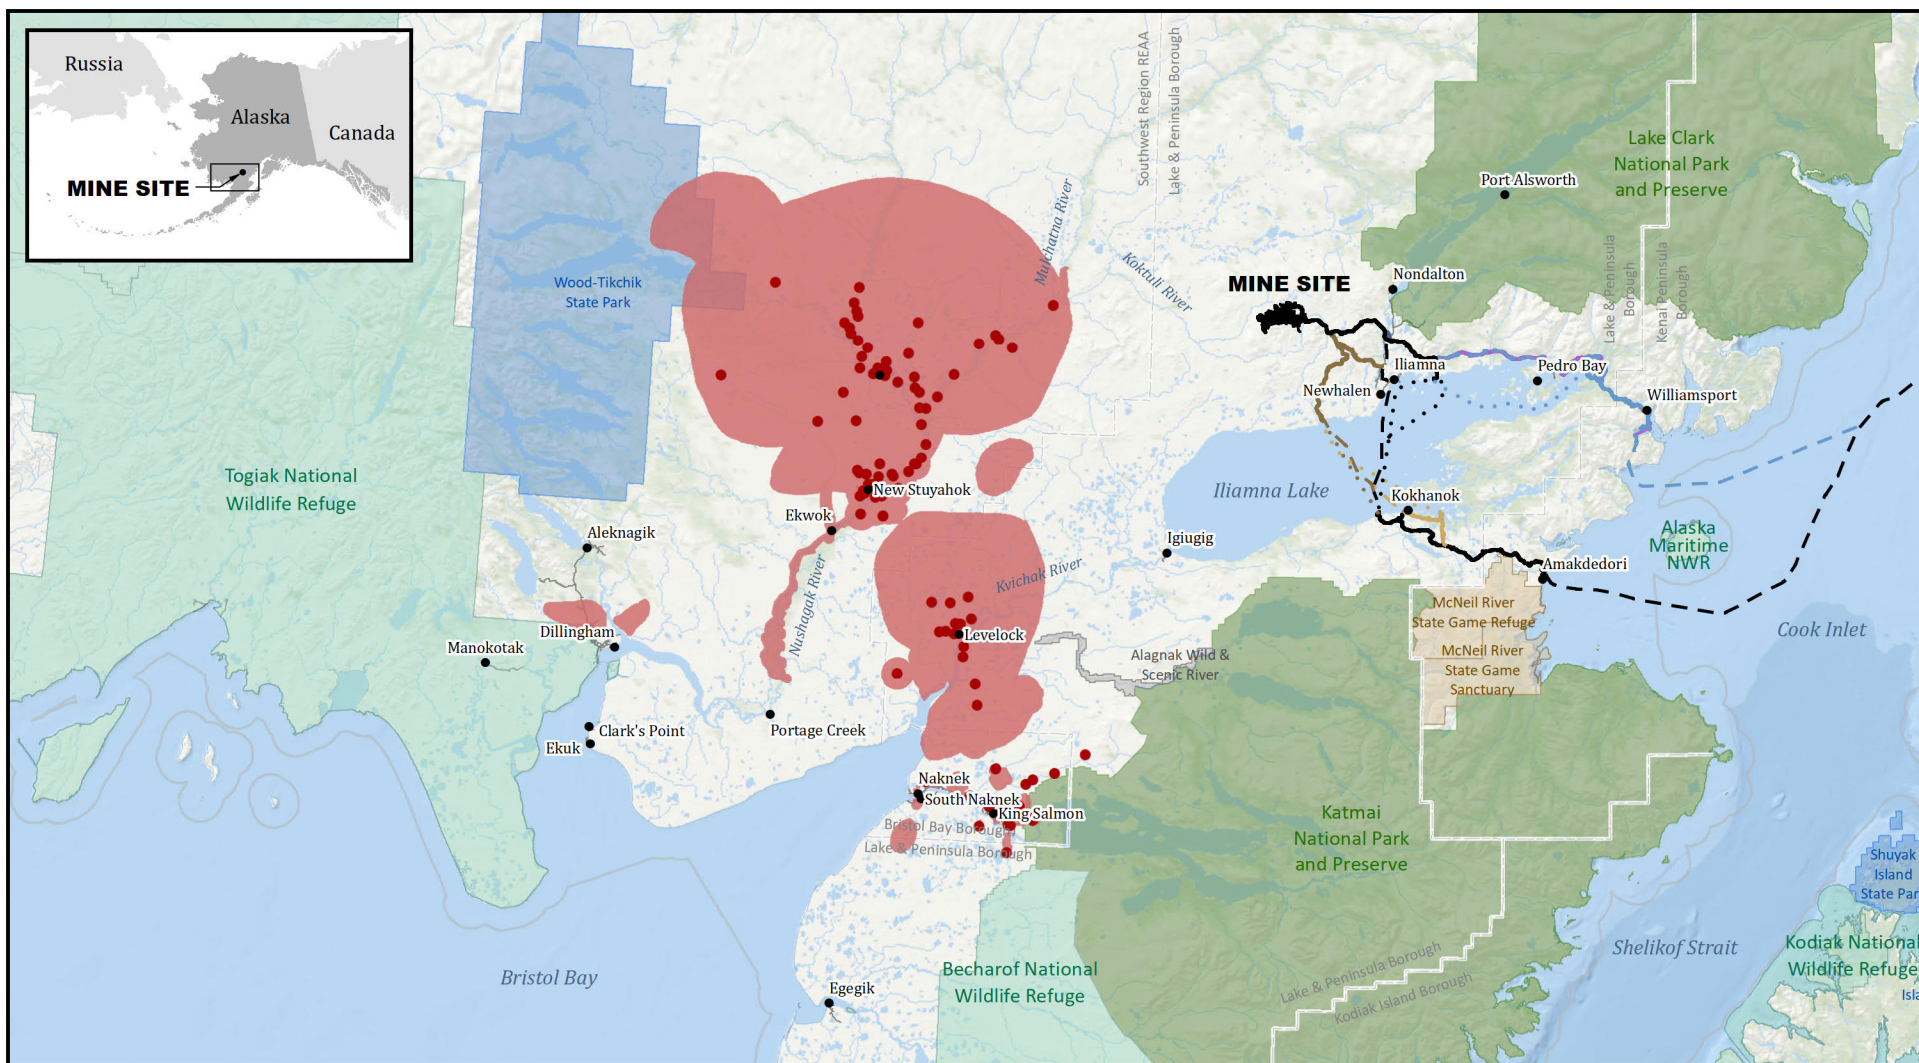 Russia
Alaska
Canada
MINE SITE
Southwest Region REAA
Lake & Peninsula Borough
Lake Clark
National Park
and Preserve
Port Alsworth
Mulchatna River
Koktuli River
Wood-Tikchik
State Park
MINE SITE
Nondalton
Lake & Peninsula
Borough
Kenai Peninsula
Borough
Iliamna
Pedro Bay
Newhalen
Williamsport
Togiak National
Wildlife Refuge
New Stuyahok
Iliamna Lake
Kokhanok
Ekwok
Aleknagik
Igiugig
Alaska
Maritime
NWR
Amakdedori
Kvichak River
Nushagak River
McNeil River
State Game Refuge
McNeil River
State Game
Sanctuary
Cook Inlet
Dillingham
Levelock
Manokotak
Alagnak Wild &
Scenic River
Clark's Point
Ekuk
Portage Creek
Naknek
South Naknek
King Salmon
Bristol Bay Borough
Lake & Peninsula Borough
Katmai
National Park
and Preserve
Shuyak
Island
State Par
Bristol Bay
Becharof National
Wildlife Refuge
Egegik
Lake & Peninsula Borough
Kodiak Island Borough
Shelikof Strait
Kodiak National
Wildlife Refuge
Isla